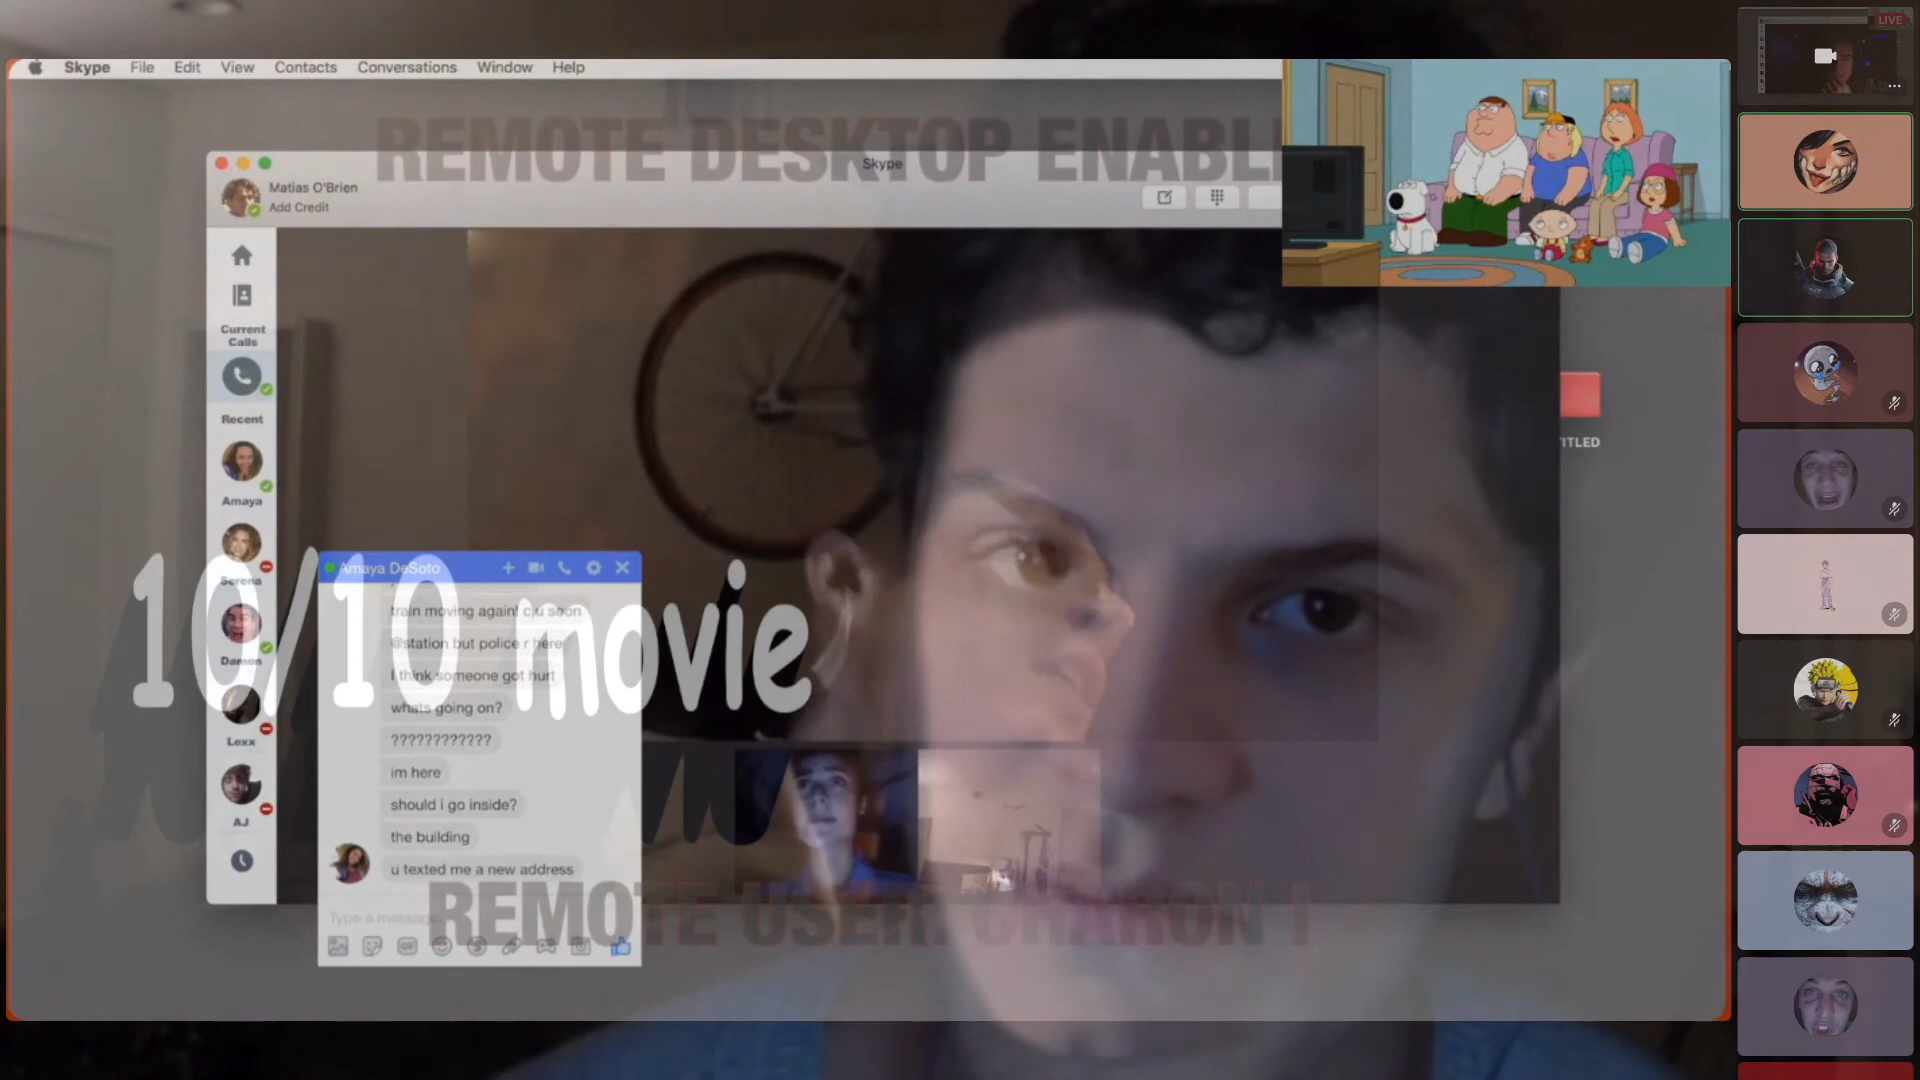 LIVE
Skype File Edit View Contacts Conversations Window Help
REMOTE DESKTOP ENABL
Skype
Matias O'Brien
Add Credit
Current
Calls
Recent
Amaya
Serena
Damon
Lexx
AJ
ITLED
10/10 movie
Amaya DeSoto
train moving again! c u soon
@station but police r here
I think someone got hurt
whats going on?
????????????
im here
should i go inside?
the building
u texted me a new address
Type a message
GIF
REMOTE USER: CHARON I